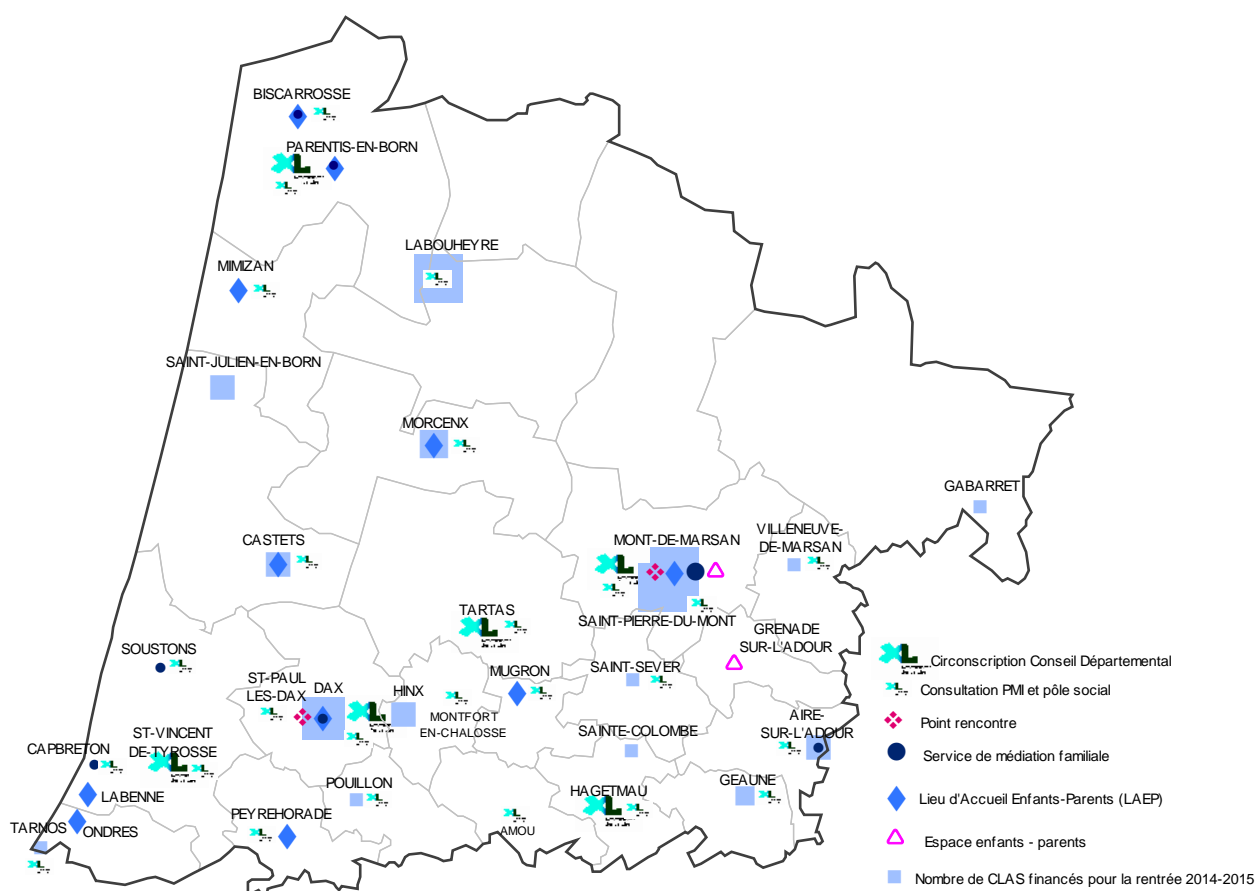 BISCARROSSE
PARENTIS-EN-BORN
LABOUHEYRE
MIMIZAN
SAINT-JULIEN-EN-BORN
MORCENX
GABARRET
CASTETS
MONT-DE-MARSAN
VILLENEUVE-
DE-MARSAN
TARTAS
SAINT-PIERRE-DU-MONT
GRENADE
SUR-L'ADOUR
SOUSTONS
ST-PAUL
LES-DAX
DAX
HINX
MUGRON
SAINT-SEVER
MONTFORT
EN-CHALOSSE
SAINTE-COLOMBE
AIRE-
SUR-L'ADOUR
CAPBRETON
ST-VINCENT
DE-TYROSSE
LABENNE
POUILLON
HAGETMAU
GEAUNE
TARNOS
ONDRES
PEYREHORADE
AMOU
Circonscription Conseil Départemental
Consultation PMI et pôle social
Point rencontre
Service de médiation familiale
Lieu d'Accueil Enfants-Parents (LAEP)
Espace enfants - parents
Nombre de CLAS financés pour la rentrée 2014-2015